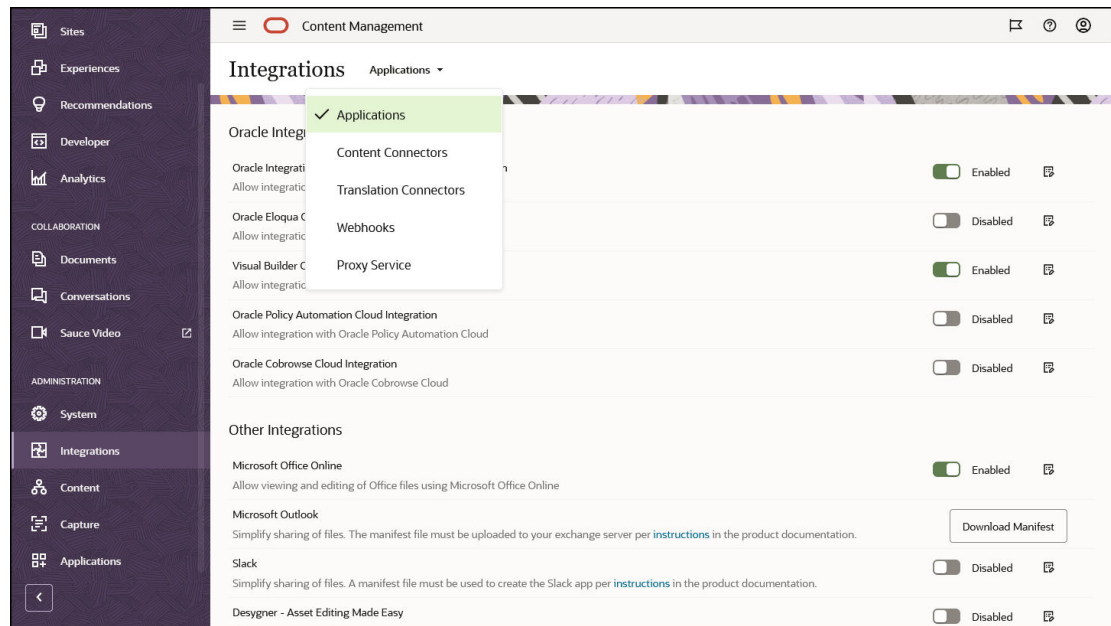 Sites
Experiences
Recommendations
Developer
Analytics
COLLABORATION
Documents
Conversations
Sauce Video
ADMINISTRATION
System
Integrations
Content
Capture
Applications
Content Management
Integrations Applications
Applications
Content Connectors
Translation Connectors
Webhooks
Proxy Service
Oracle
Oracle
Enabled
Allow
Oracle Eloqua
Disabled
Allow
Visual Builder
Enabled
Allow
Oracle Policy Automation Cloud Integration
Disabled
Allow integration with Oracle Policy Automation Cloud
Oracle Cobrowse Cloud Integration
Disabled
Allow integration with Oracle Cobrowse Cloud
Other Integrations
Microsoft Office Online
Enabled
Allow viewing and editing of Office files using Microsoft Office Online
Microsoft Outlook
Simplify sharing of files. The manifest file must be uploaded to your exchange server per instructions in the product documentation.
Download Manifest
Slack
Disabled
Simplify sharing of files. A manifest file must be used to create the Slack app per instructions in the product documentation.
Desygner - Asset Editing Made Easy
Disabled